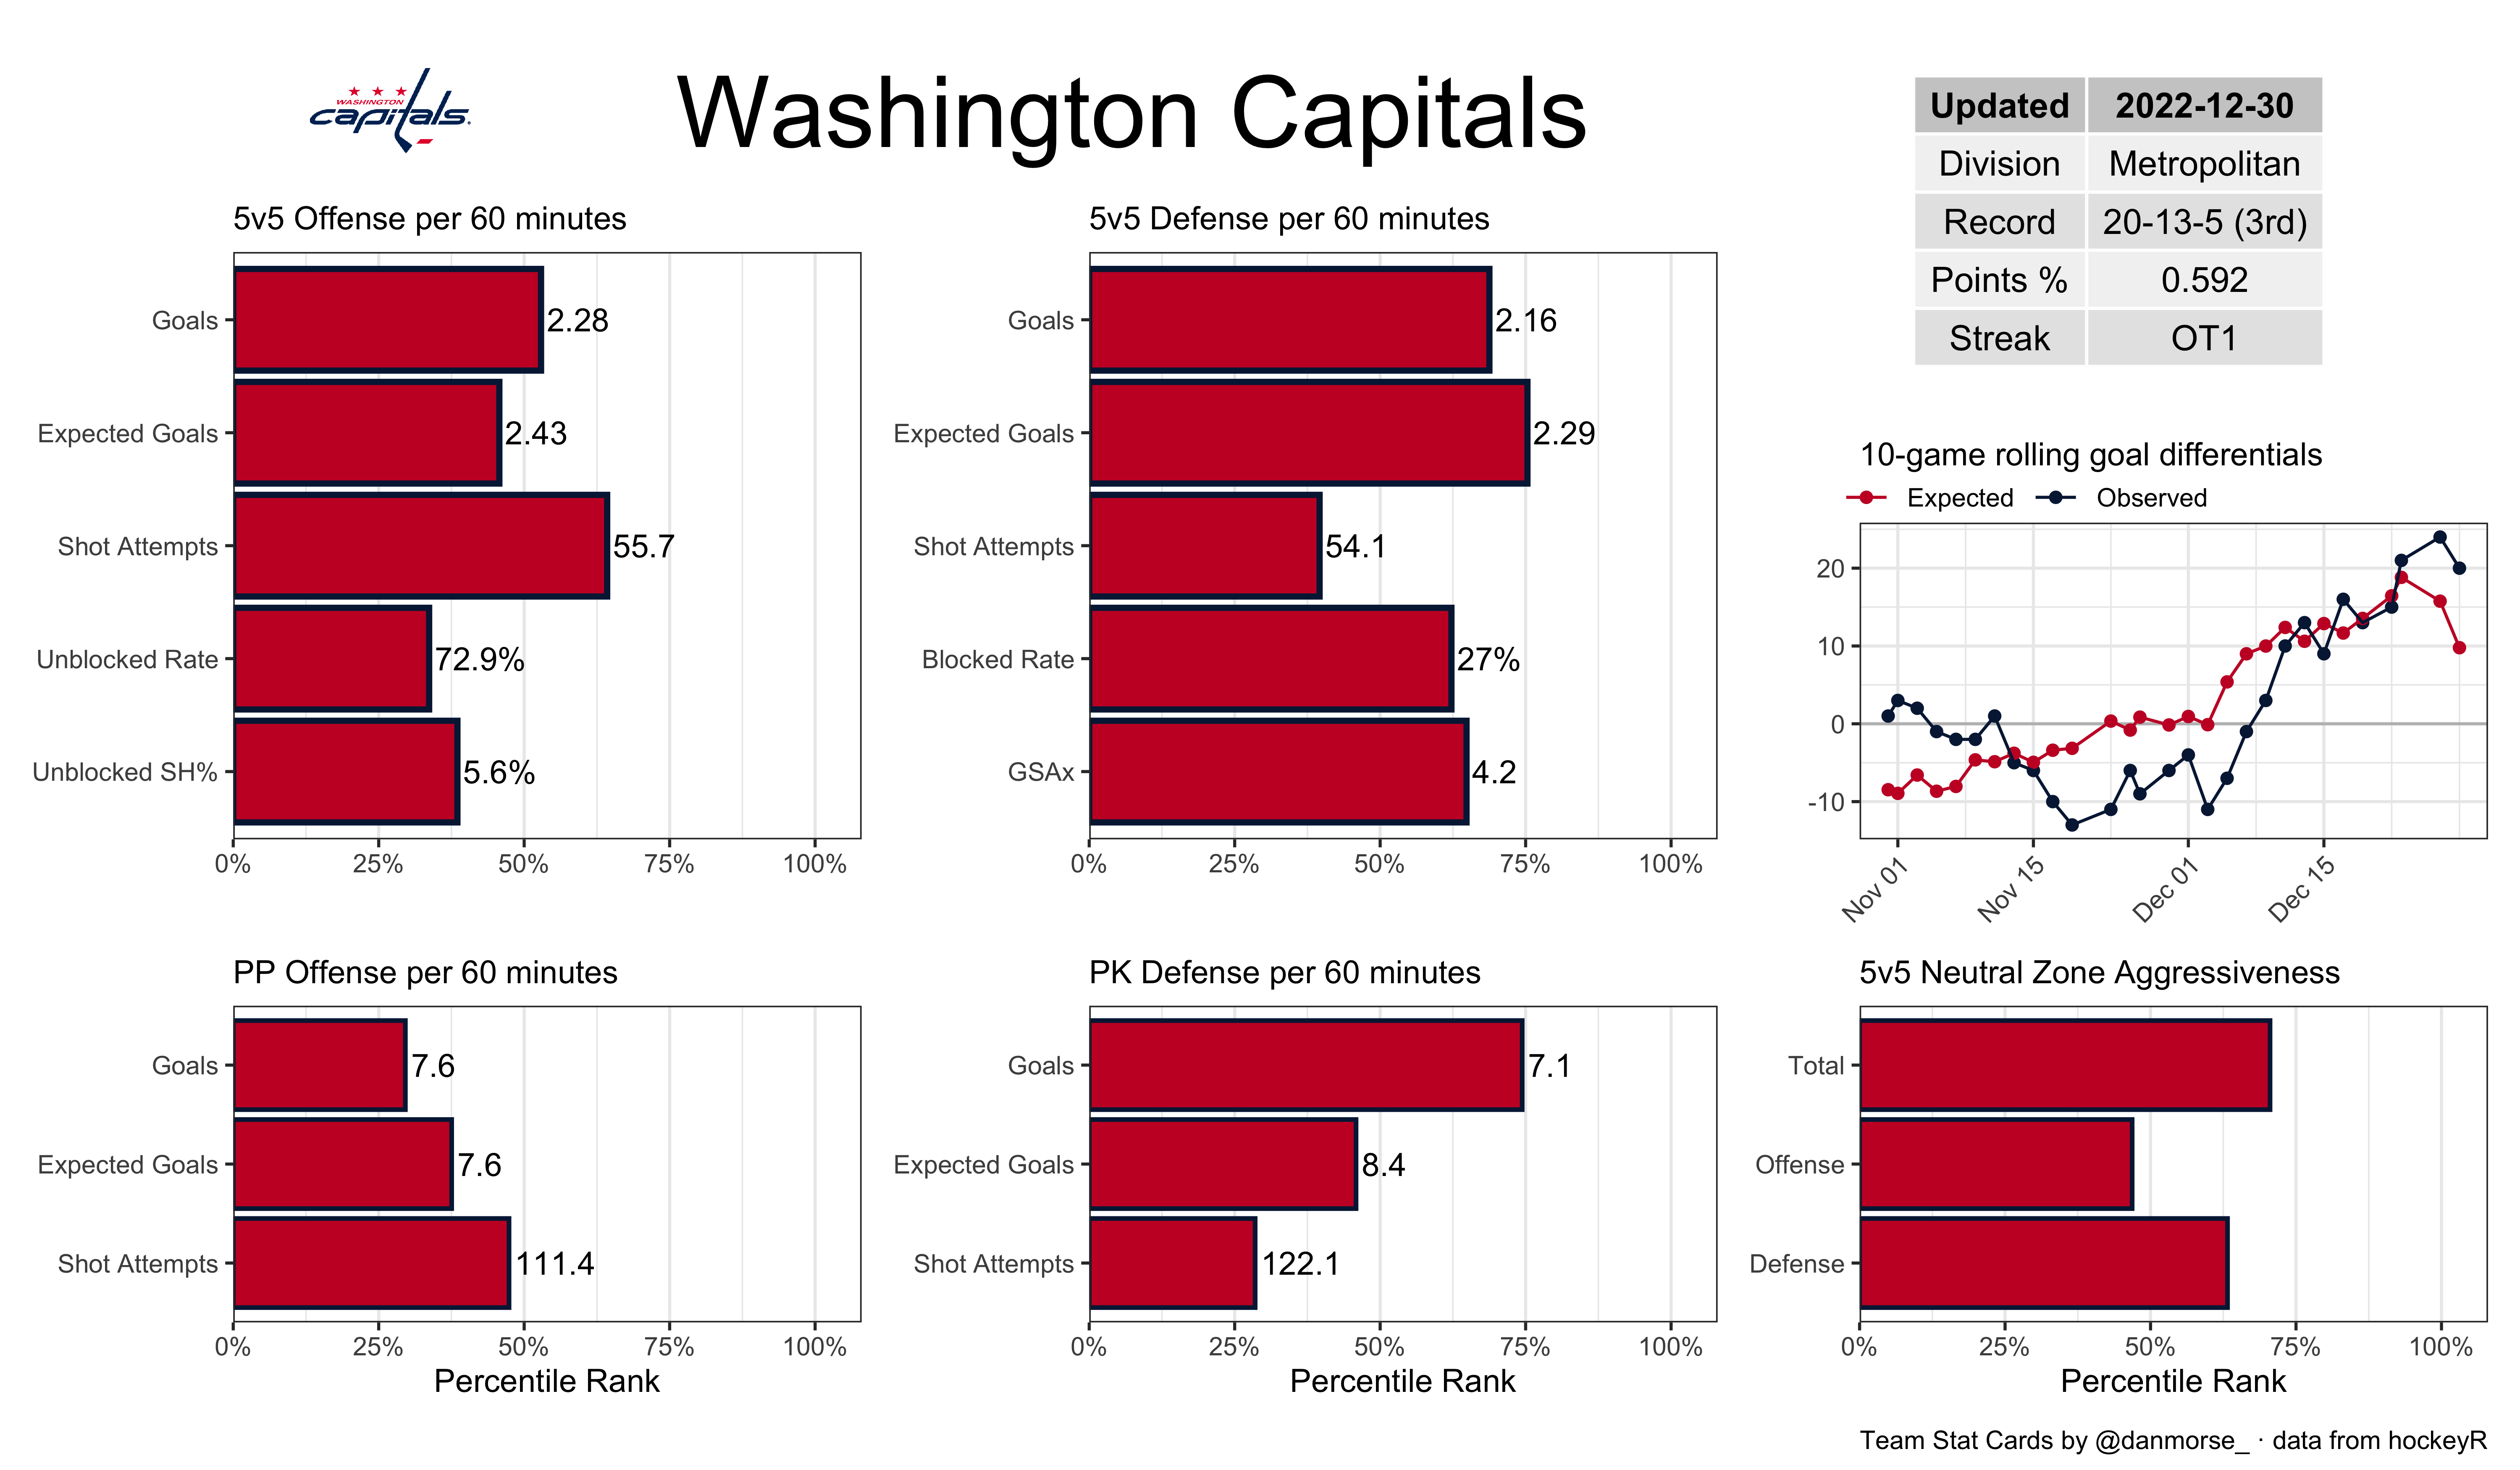 WASHINGTON
capitals.
Washington Capitals
Updated 2022-12-30
Division Metropolitan
Record 20-13-5 (3rd)
Points % 0.592
Streak OT1
5v5 Offense per 60 minutes
Goals 2.28
Expected Goals 2.43
Shot Attempts 55.7
Unblocked Rate 72.9%
Unblocked SH% 5.6%
0% 25% 50% 75% 100%
5v5 Defense per 60 minutes
Goals 2.16
Expected Goals 2.29
Shot Attempts 54.1
Blocked Rate 27%
GSAx 4.2
0% 25% 50% 75% 100%
10-game rolling goal differentials
Expected Observed
20
10
0
-10
Nov 01 Nov 15 Dec 01 Dec 15
PP Offense per 60 minutes
Goals 7.6
Expected Goals 7.6
Shot Attempts 111.4
0% 25% 50% 75% 100%
Percentile Rank
PK Defense per 60 minutes
Goals 7.1
Expected Goals 8.4
Shot Attempts 122.1
0% 25% 50% 75% 100%
Percentile Rank
5v5 Neutral Zone Aggressiveness
Total
Offense
Defense
0% 25% 50% 75% 100%
Percentile Rank
Team Stat Cards by @danmorse_ · data from hockeyR